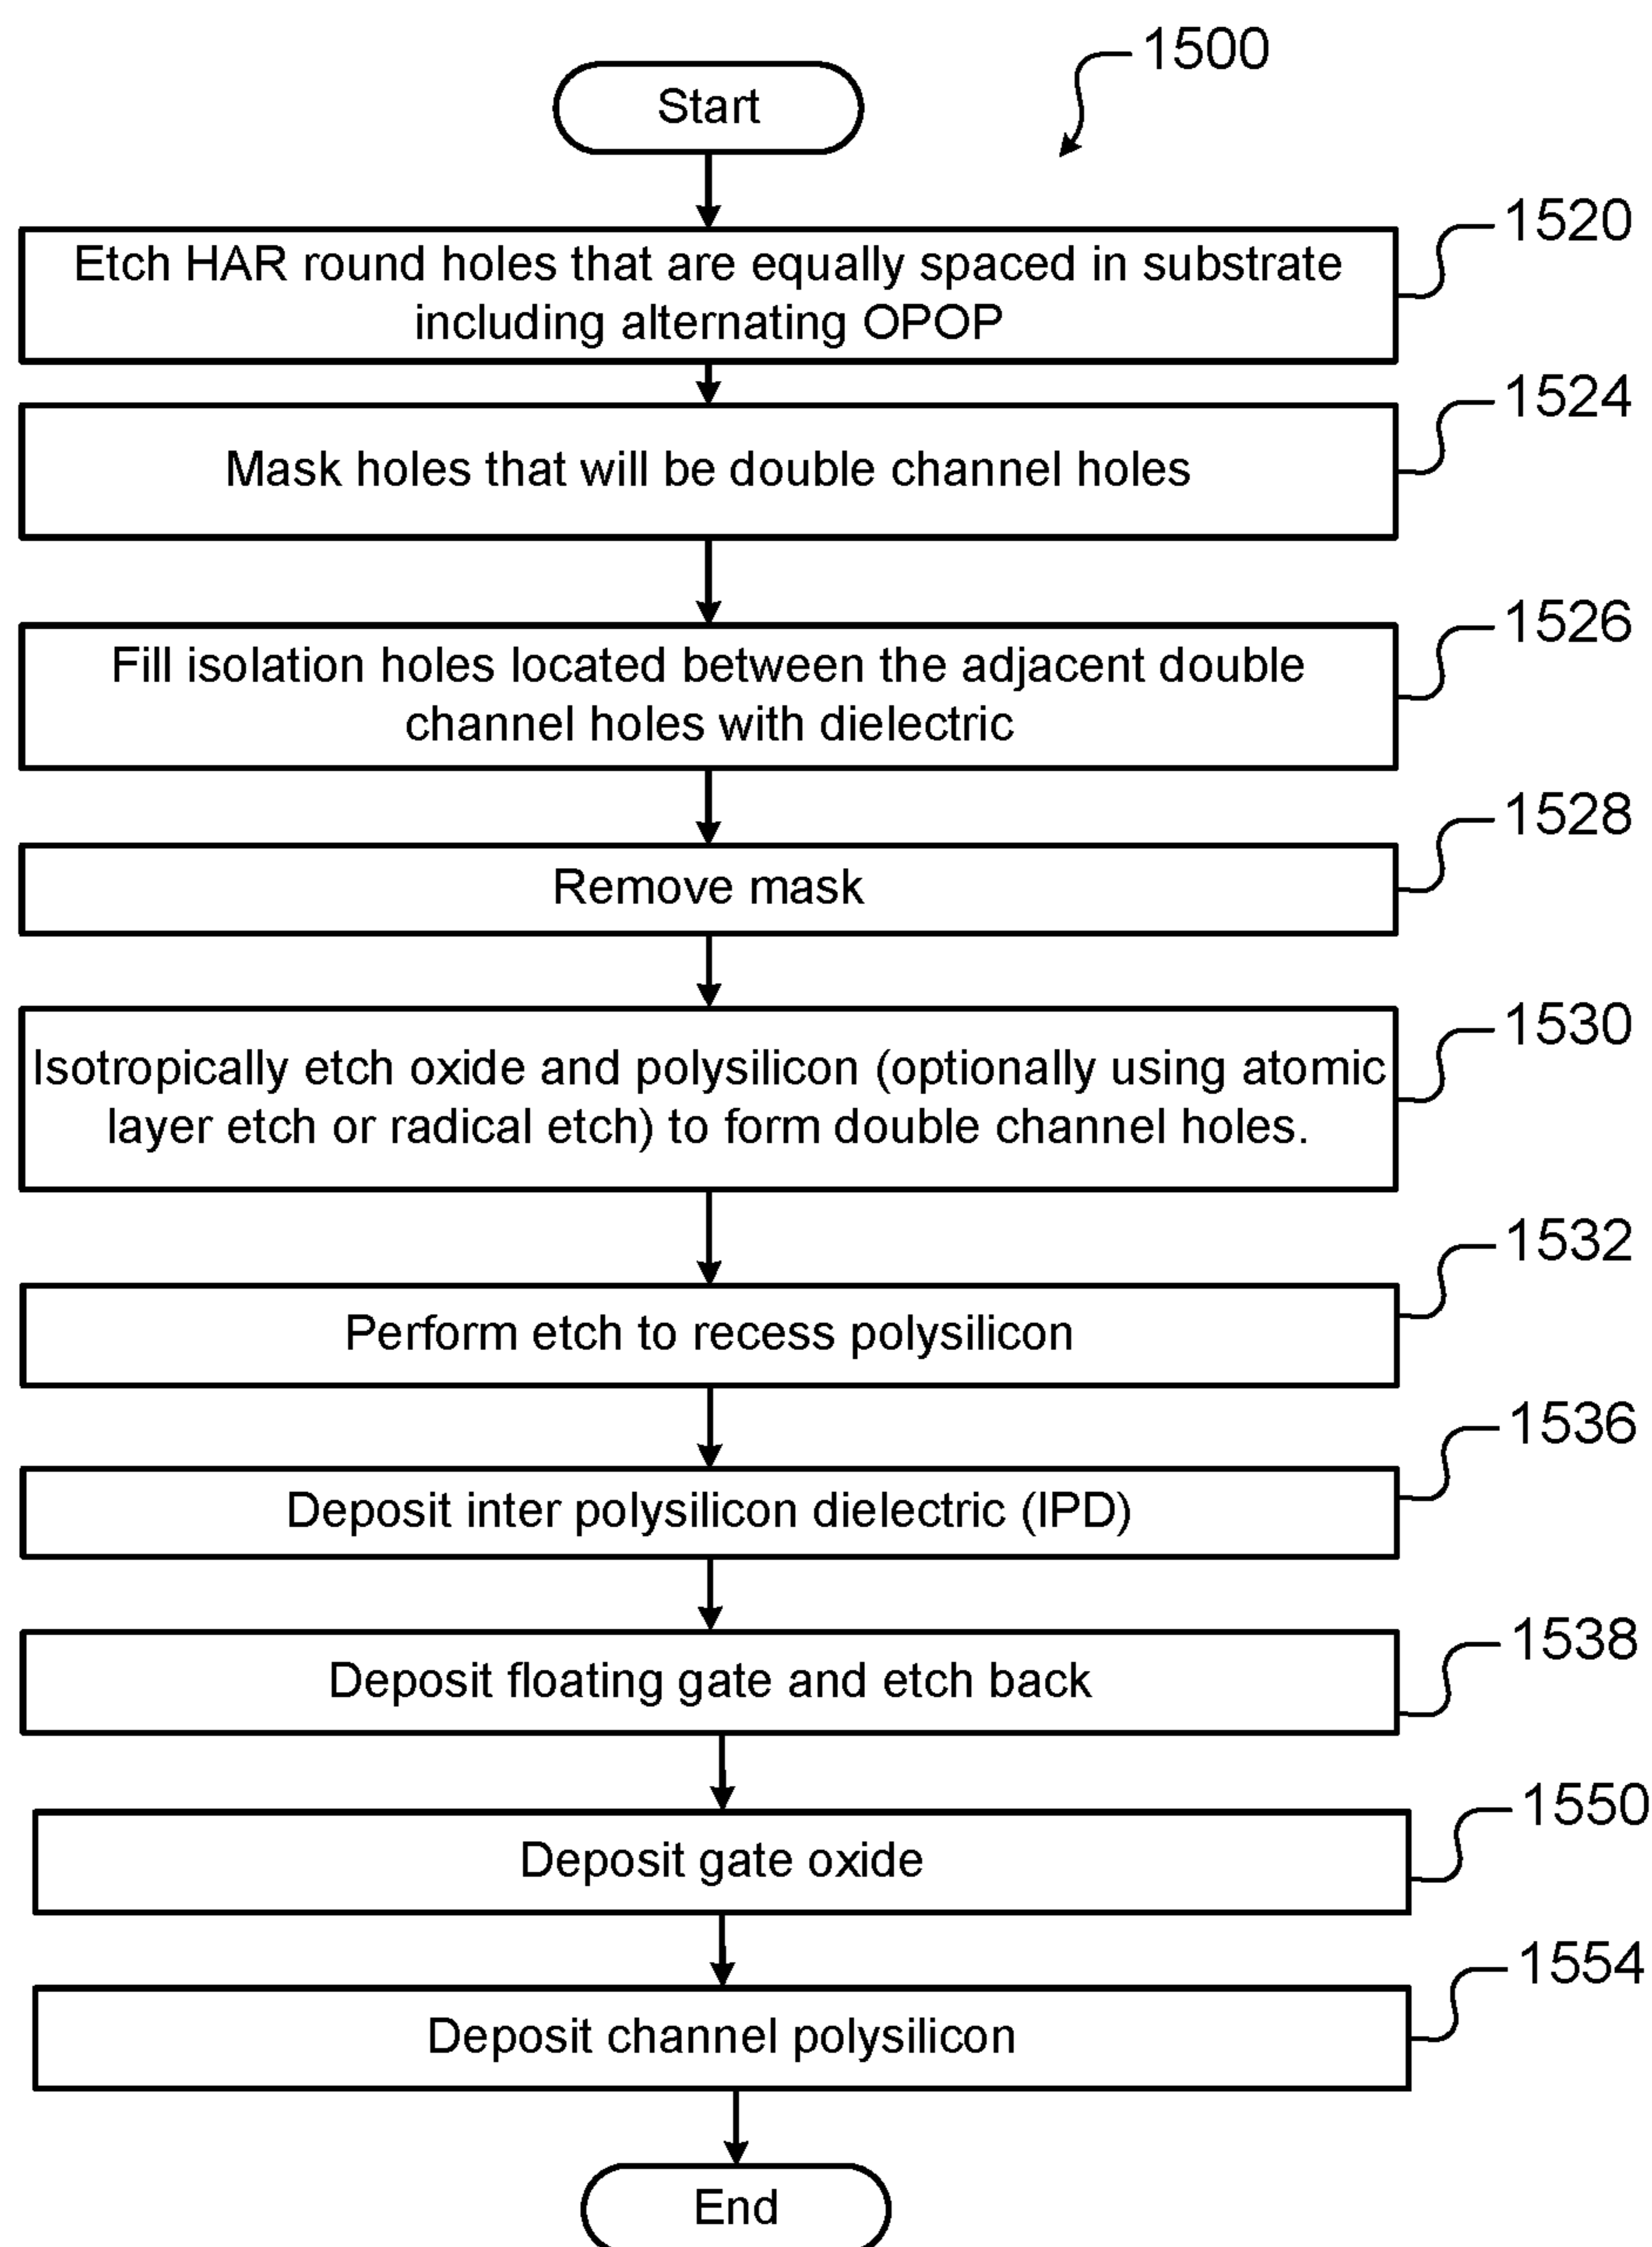 1500
Start
1520
Etch HAR round holes that are equally spaced in substrate
including alternating OPOP
1524
Mask holes that will be double channel holes
1526
Fill isolation holes located between the adjacent double
channel holes with dielectric
1528
Remove mask
1530
Isotropically etch oxide and polysilicon (optionally using atomic
layer etch or radical etch) to form double channel holes.
1532
Perform etch to recess polysilicon
1536
Deposit inter polysilicon dielectric (IPD)
1538
Deposit floating gate and etch back
1550
Deposit gate oxide
1554
Deposit channel polysilicon
End